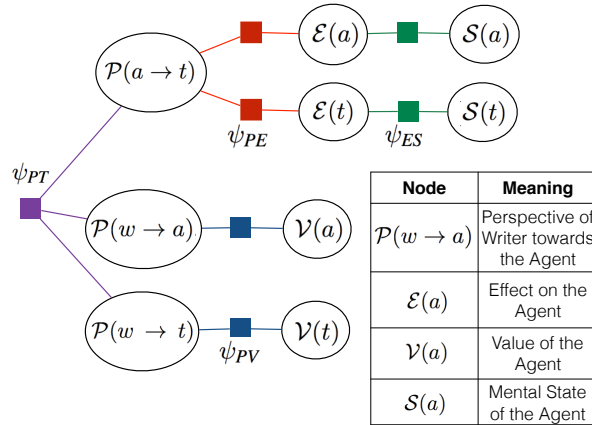 𝓔(a)
𝓢(a)
𝓟(a → t)
𝓔(t)
𝓢(t)
ψ_PE
ψ_ES
ψ_PT
𝓟(w → a)
𝓥(a)
𝓟(w → t)
𝓥(t)
ψ_PV
Node Meaning
𝓟(w → a)
Perspective of
Writer towards
the Agent
𝓔(a)
Effect on the
Agent
𝓥(a)
Value of the
Agent
𝓢(a)
Mental State
of the Agent